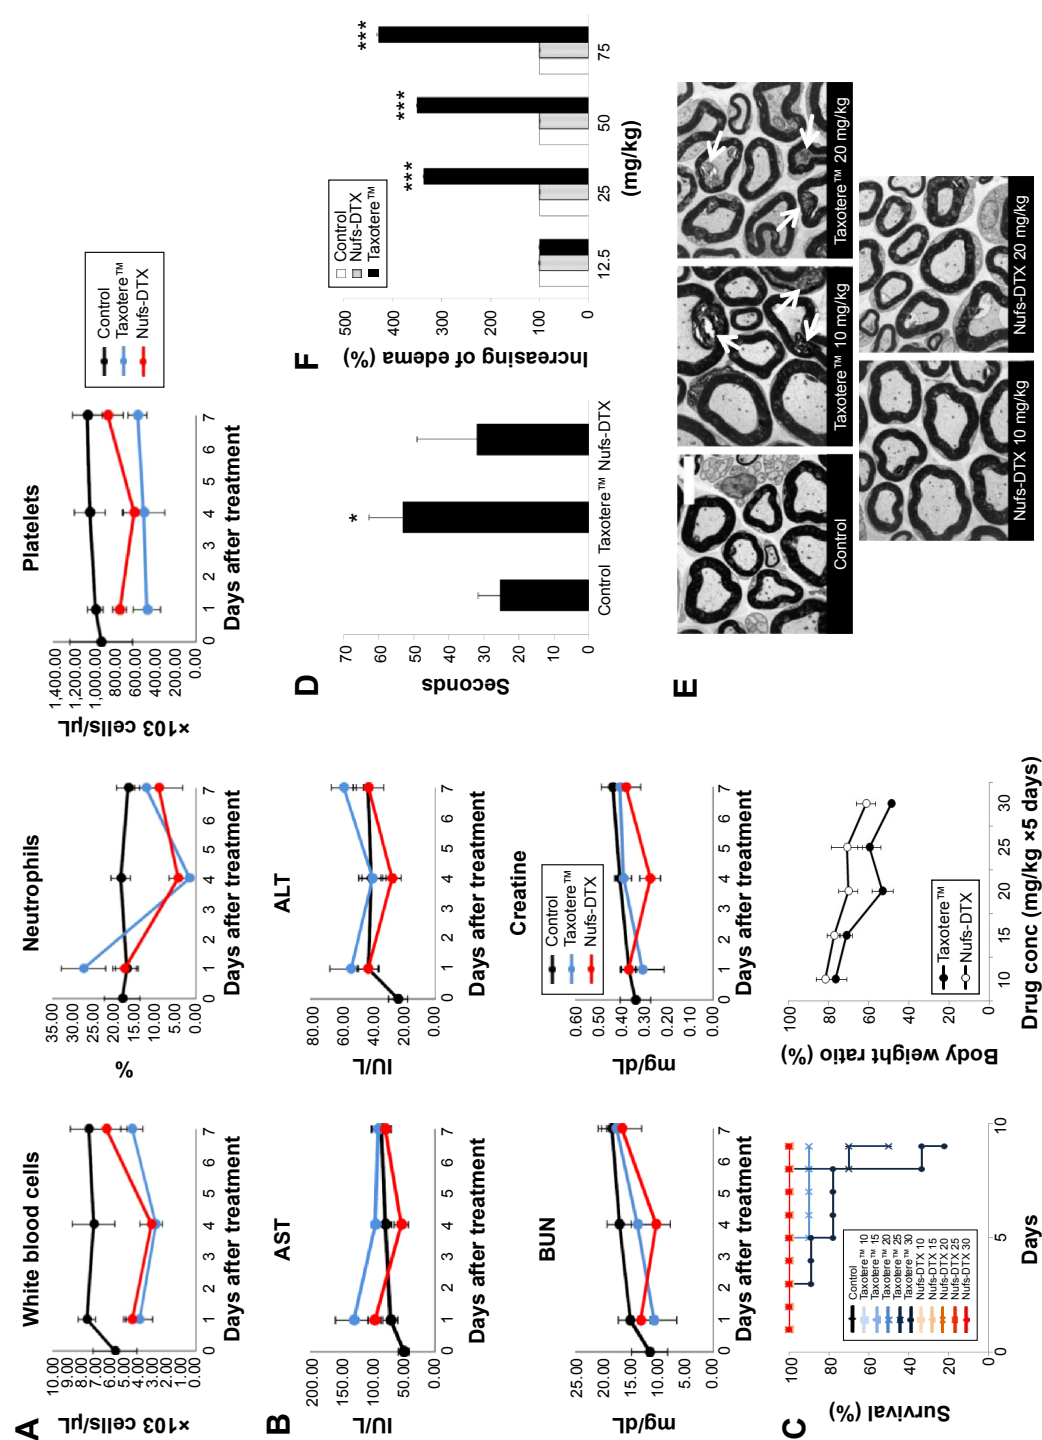 A
White blood cells
10.00
9.00
8.00
7.00
6.00
5.00
4.00
3.00
2.00
1.00
0.00
×103 cells/µL
0 1 2 3 4 5 6 7
Days after treatment
Neutrophils
35.00
30.00
25.00
20.00
15.00
10.00
5.00
0.00
%
0 1 2 3 4 5 6 7
Days after treatment
Platelets
1,400.00
1,200.00
1,000.00
800.00
600.00
400.00
200.00
0.00
×103 cells/µL
0 1 2 3 4 5 6 7
Days after treatment
Control
Taxotere™
Nufs-DTX
B
AST
200.00
150.00
100.00
50.00
0.00
IU/L
0 1 2 3 4 5 6 7
Days after treatment
ALT
80.00
60.00
40.00
20.00
0.00
IU/L
0 1 2 3 4 5 6 7
Days after treatment
BUN
25.00
20.00
15.00
10.00
5.00
0.00
mg/dL
0 1 2 3 4 5 6 7
Days after treatment
Creatine
0.60
0.50
0.40
0.30
0.20
0.10
0.00
mg/dL
0 1 2 3 4 5 6 7
Days after treatment
Control
Taxotere™
Nufs-DTX
C
100
80
60
40
20
0
Survival (%)
0 5 10
Days
Control
Taxotere™ 10
Taxotere™ 15
Taxotere™ 20
Taxotere™ 25
Taxotere™ 30
Nufs-DTX 10
Nufs-DTX 15
Nufs-DTX 20
Nufs-DTX 25
Nufs-DTX 30
100
80
60
40
20
0
Body weight ratio (%)
10 15 20 25 30
Drug conc (mg/kg ×5 days)
Taxotere™
Nufs-DTX
D
70
60
50
40
30
20
10
0
Seconds
*
Control Taxotere™ Nufs-DTX
F
500
400
300
200
100
0
Increasing of edema (%)
Control
Nufs-DTX
Taxotere™
***
***
***
12.5 25 50 75
(mg/kg)
E
Control
Taxotere™ 10 mg/kg
Taxotere™ 20 mg/kg
Nufs-DTX 10 mg/kg
Nufs-DTX 20 mg/kg